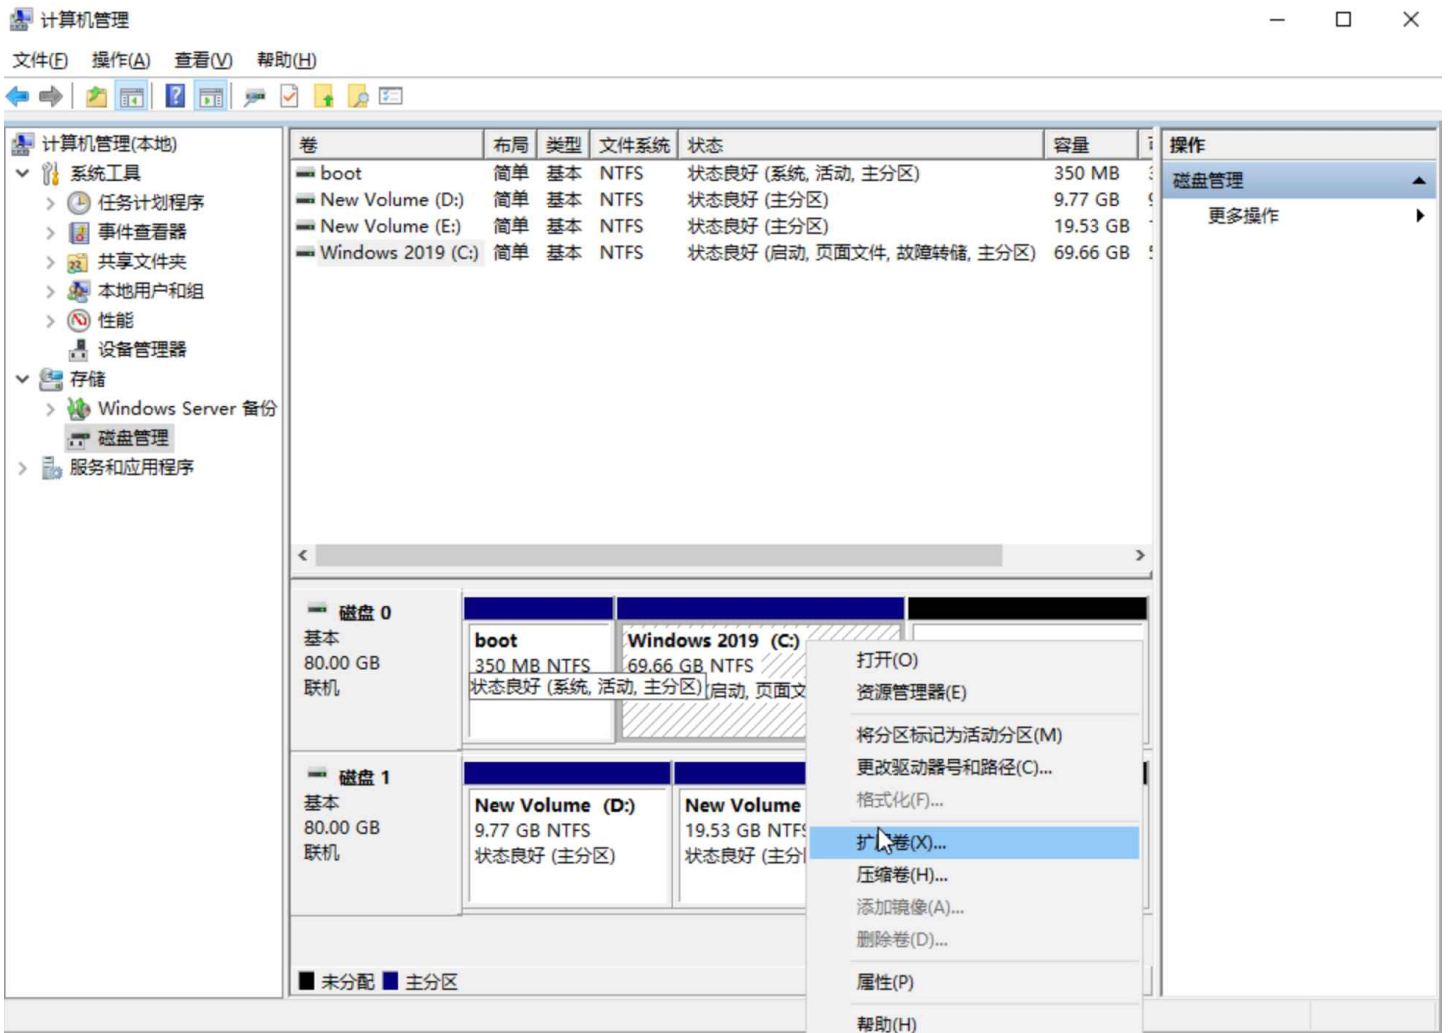 计算机管理
文件(F) 操作(A) 查看(V) 帮助(H)
计算机管理(本地)
系统工具
任务计划程序
事件查看器
共享文件夹
本地用户和组
性能
设备管理器
存储
Windows Server 备份
磁盘管理
服务和应用程序
卷 布局 类型 文件系统 状态 容量
boot 简单 基本 NTFS 状态良好 (系统, 活动, 主分区) 350 MB
New Volume (D:) 简单 基本 NTFS 状态良好 (主分区) 9.77 GB
New Volume (E:) 简单 基本 NTFS 状态良好 (主分区) 19.53 GB
Windows 2019 (C:) 简单 基本 NTFS 状态良好 (启动, 页面文件, 故障转储, 主分区) 69.66 GB
操作
磁盘管理
更多操作
磁盘 0
基本
80.00 GB
联机
boot
350 MB NTFS
状态良好 (系统, 活动, 主分区)
Windows 2019 (C:)
69.66 GB NTFS
(启动, 页面文
磁盘 1
基本
80.00 GB
联机
New Volume (D:)
9.77 GB NTFS
状态良好 (主分区)
New Volume
19.53 GB NTFS
状态良好 (主分
打开(O)
资源管理器(E)
将分区标记为活动分区(M)
更改驱动器号和路径(C)...
格式化(F)...
扩展卷(X)...
压缩卷(H)...
添加镜像(A)...
删除卷(D)...
属性(P)
帮助(H)
未分配 主分区